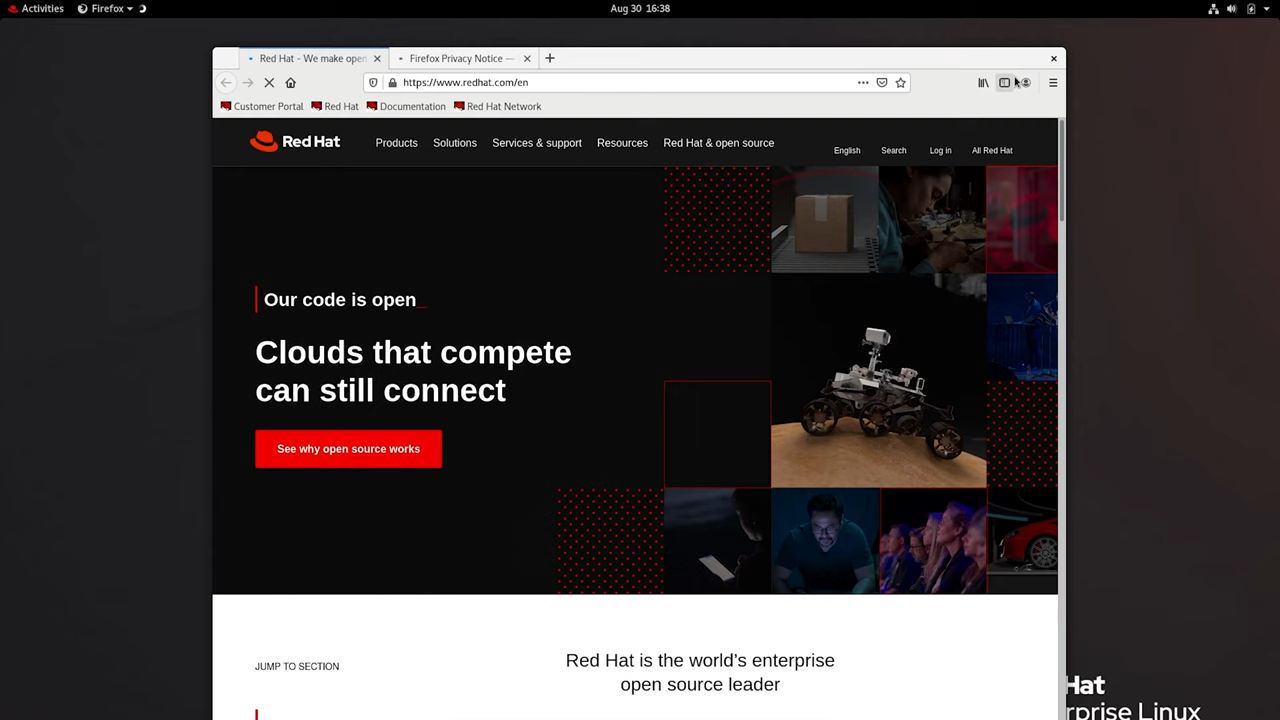 Activities Firefox Aug 30 16:38
Red Hat - We make open Firefox Privacy Notice —
https://www.redhat.com/en
Customer Portal Red Hat Documentation Red Hat Network
Red Hat Products Solutions Services & support Resources Red Hat & open source English Search Log in All Red Hat
Our code is open_
Clouds that compete
can still connect
See why open source works
JUMP TO SECTION
Red Hat is the world’s enterprise
open source leader
Hat
rprise Linux